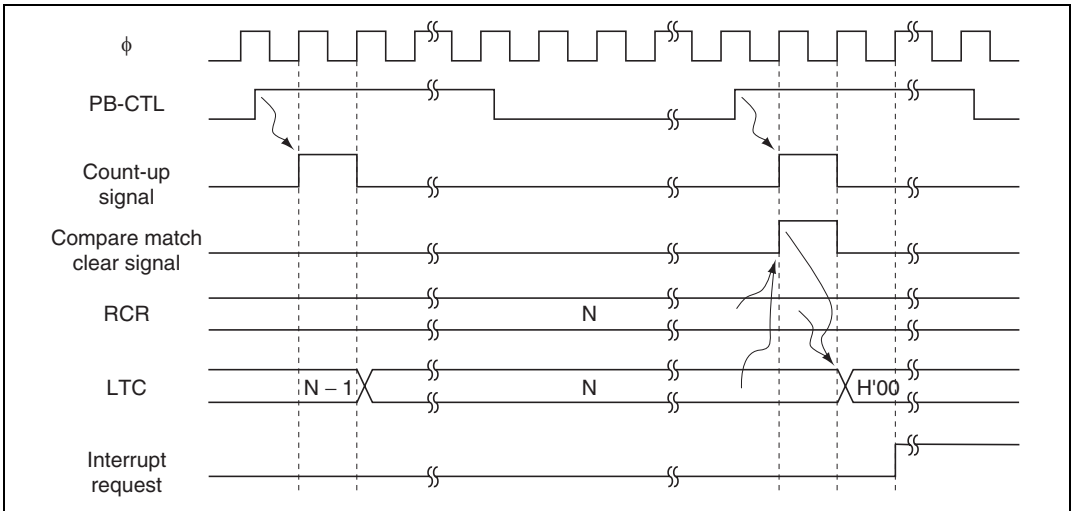 ϕ
PB-CTL
Count-up
signal
Compare match
clear signal
RCR
N
LTC
N – 1
N
H'00
Interrupt
request